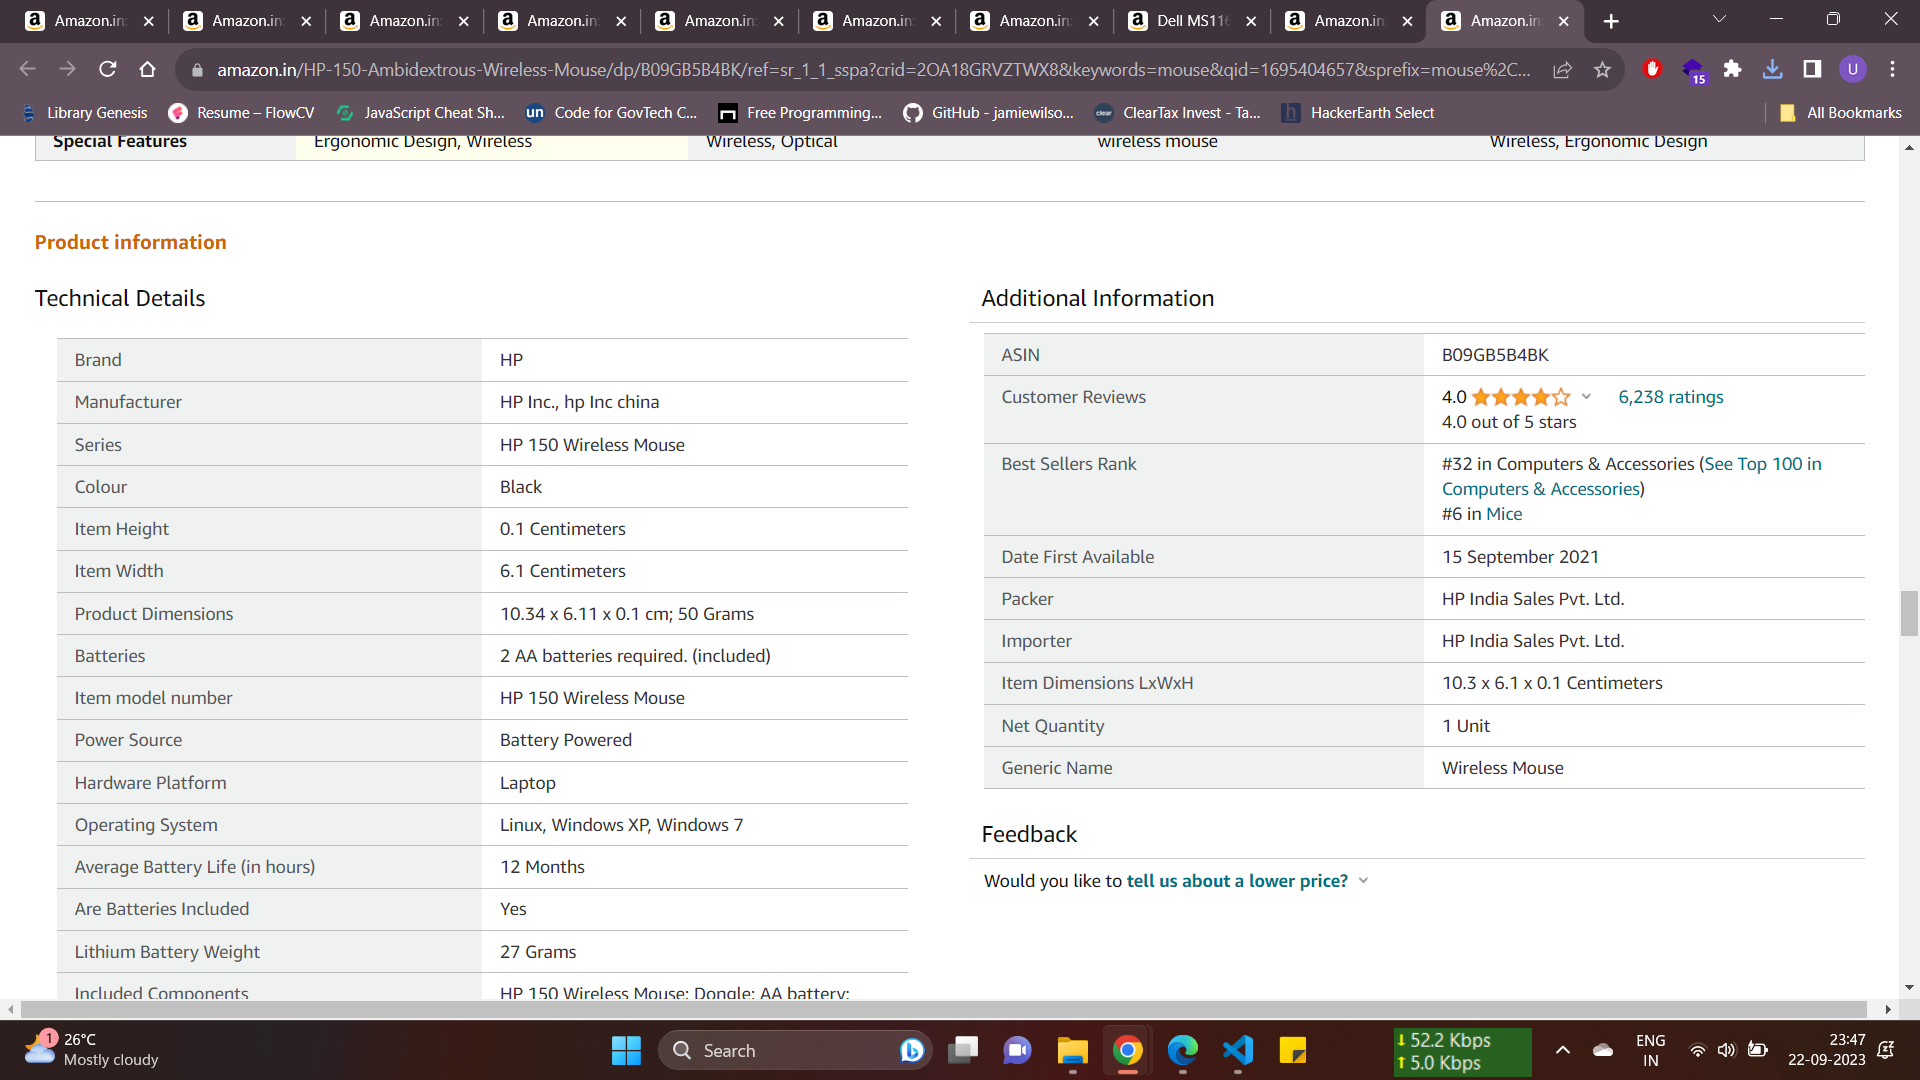 Amazon.in:
Amazon.in:
Amazon.in:
Amazon.in:
Amazon.in:
Amazon.in:
Amazon.in:
Dell MS116
Amazon.in:
Amazon.in
amazon.in/HP-150-Ambidextrous-Wireless-Mouse/dp/B09GB5B4BK/ref=sr_1_1_sspa?crid=2OA18GRVZTWX8&keywords=mouse&qid=1695404657&sprefix=mouse%2C...
15
U
Library Genesis
Resume – FlowCV
JavaScript Cheat Sh...
un Code for GovTech C...
Free Programming...
GitHub - jamiewilso...
clear ClearTax Invest - Ta...
h HackerEarth Select
All Bookmarks
Special Features Ergonomic Design, Wireless Wireless, Optical wireless mouse Wireless, Ergonomic Design
Product information
Technical Details
Brand HP
Manufacturer HP Inc., hp Inc china
Series HP 150 Wireless Mouse
Colour Black
Item Height 0.1 Centimeters
Item Width 6.1 Centimeters
Product Dimensions 10.34 x 6.11 x 0.1 cm; 50 Grams
Batteries 2 AA batteries required. (included)
Item model number HP 150 Wireless Mouse
Power Source Battery Powered
Hardware Platform Laptop
Operating System Linux, Windows XP, Windows 7
Average Battery Life (in hours) 12 Months
Are Batteries Included Yes
Lithium Battery Weight 27 Grams
Included Components HP 150 Wireless Mouse; Dongle; AA battery;
Additional Information
ASIN B09GB5B4BK
Customer Reviews 4.0 6,238 ratings
4.0 out of 5 stars
Best Sellers Rank #32 in Computers & Accessories (See Top 100 in
Computers & Accessories)
#6 in Mice
Date First Available 15 September 2021
Packer HP India Sales Pvt. Ltd.
Importer HP India Sales Pvt. Ltd.
Item Dimensions LxWxH 10.3 x 6.1 x 0.1 Centimeters
Net Quantity 1 Unit
Generic Name Wireless Mouse
Feedback
Would you like to tell us about a lower price?
1
26°C
Mostly cloudy
Search
52.2 Kbps
5.0 Kbps
ENG
IN
23:47
22-09-2023